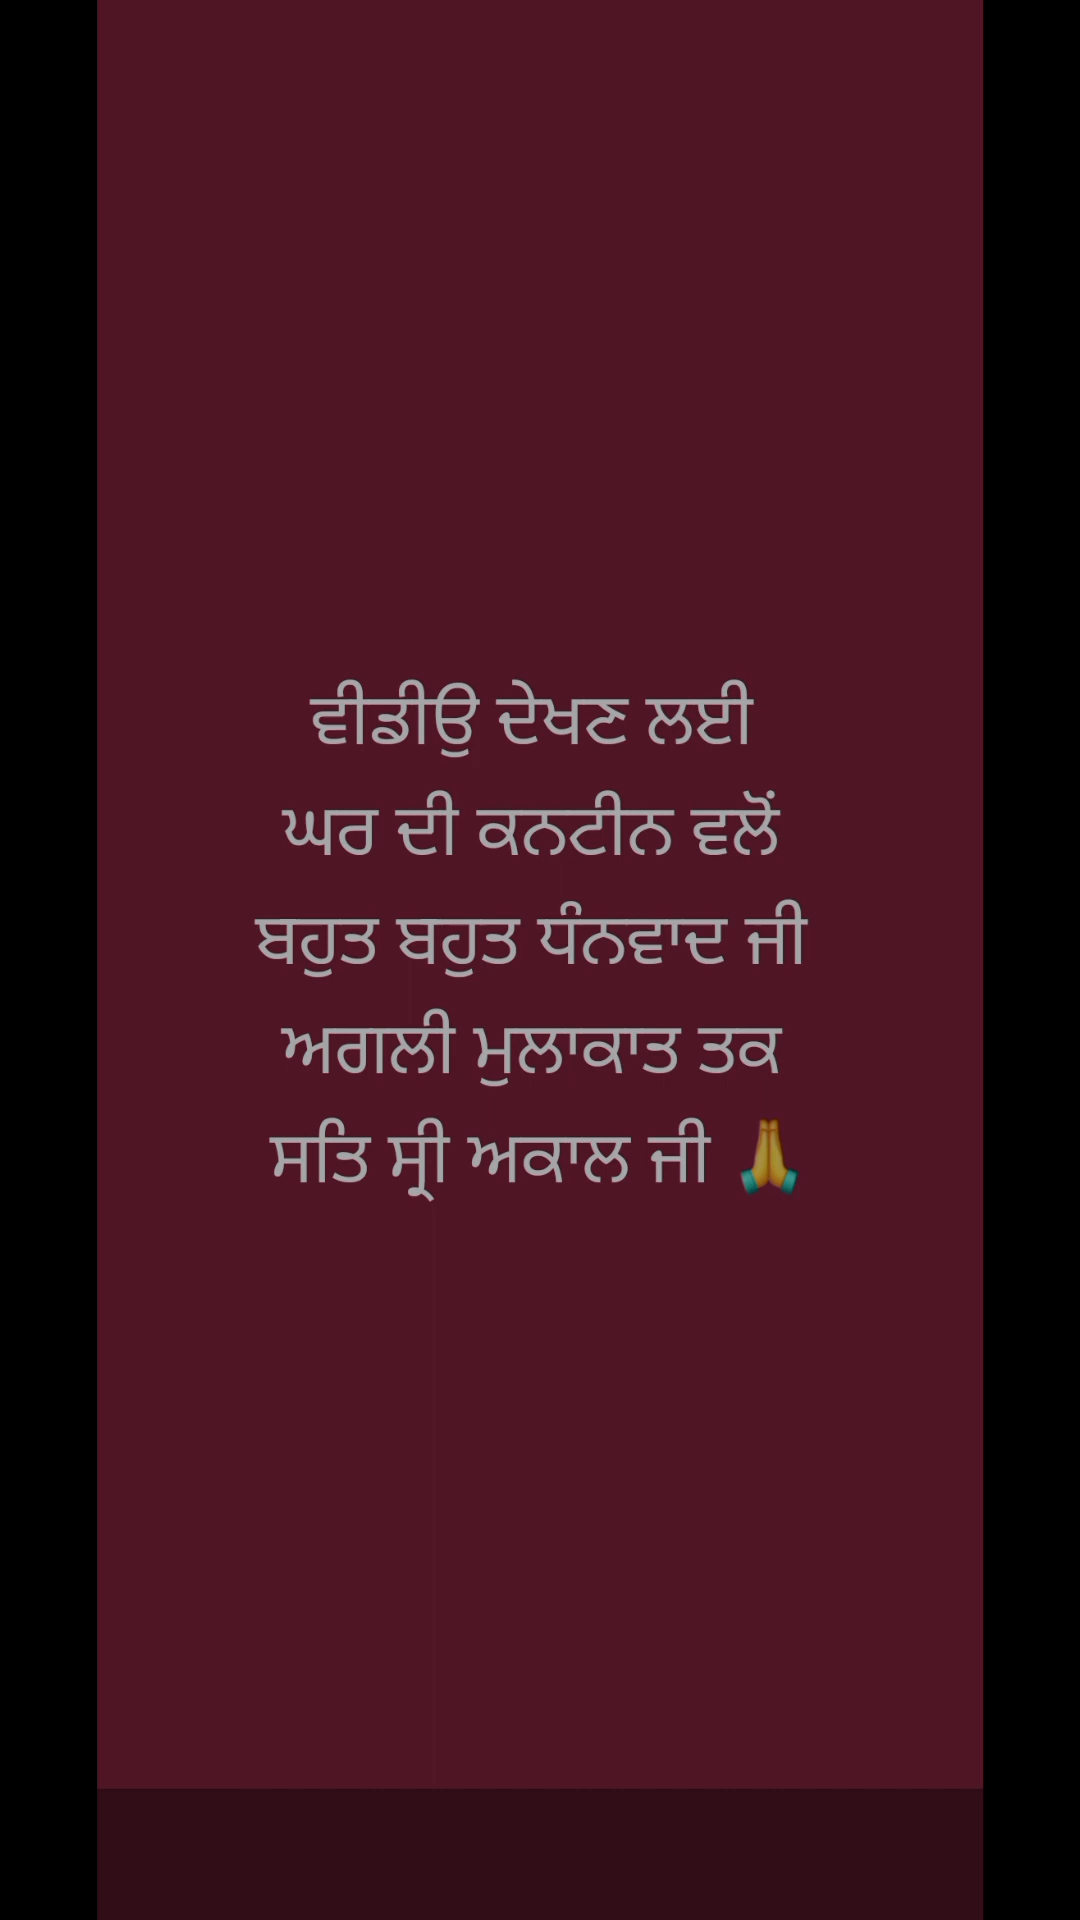 ਵੀਡੀਉ ਦੇਖਣ ਲਈ
ਘਰ ਦੀ ਕਨਟੀਨ ਵਲੋਂ
ਬਹੁਤ ਬਹੁਤ ਧੰਨਵਾਦ ਜੀ
ਅਗਲੀ ਮੁਲਾਕਾਤ ਤਕ
ਸਤਿ ਸ੍ਰੀ ਅਕਾਲ ਜੀ 🙏